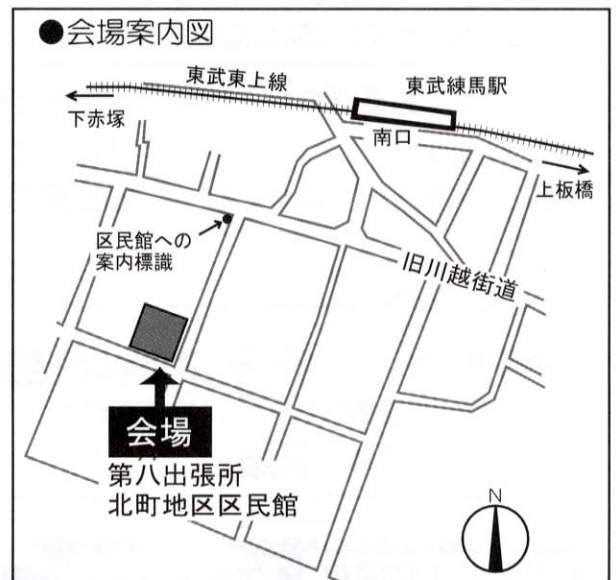 ●会場案内図
東武東上線
東武練馬駅
下赤塚
南口
上板橋
区民館への
案内標識
旧川越街道
会場
第八出張所
北町地区区民館
N